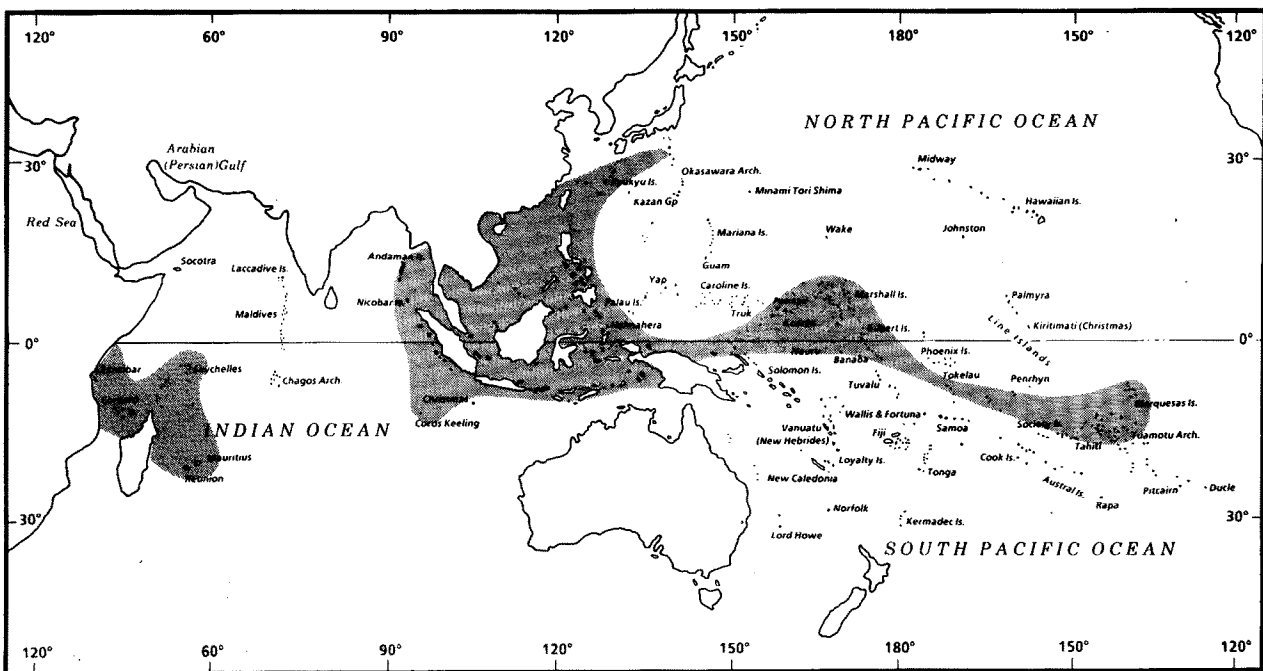 120°
60°
90°
120°
150°
180°
150°
120°
NORTH PACIFIC OCEAN
30°
30°
Arabian
(Persian)Gulf
Red Sea
Midway
Okasawara Arch.
Kazan Gp
Minami Tori Shima
Hawaiian Is.
Socotra
Laccadive Is.
Andaman
Mariana Is.
Wake
Johnston
Guam
Maldives
Nicobar Is.
Yap
Caroline Is.
Palau Is.
Truk
Marshall Is.
Palmyra
Kiritimati (Christmas)
Line Islands
0°
0°
Nauru
Banaba
Phoenix Is.
Seychelles
Chagos Arch.
Solomon Is.
Tokelau
Tuvalu
Penrhyn
Christmas
Cocos Keeling
Marquesas Is.
INDIAN OCEAN
Wallis & Fortuna
Vanuatu
(New Hebrides)
Fiji
Samoa
Tahiti
Tuamotu Arch.
Mauritius
Reunion
Loyalty Is.
Tonga
Cook Is.
New Caledonia
Austral Is.
Pitcairn
Ducle
Rapa
30°
30°
Norfolk
Kermadec Is.
Lord Howe
SOUTH PACIFIC OCEAN
120°
60°
90°
120°
150°
180°
150°
120°